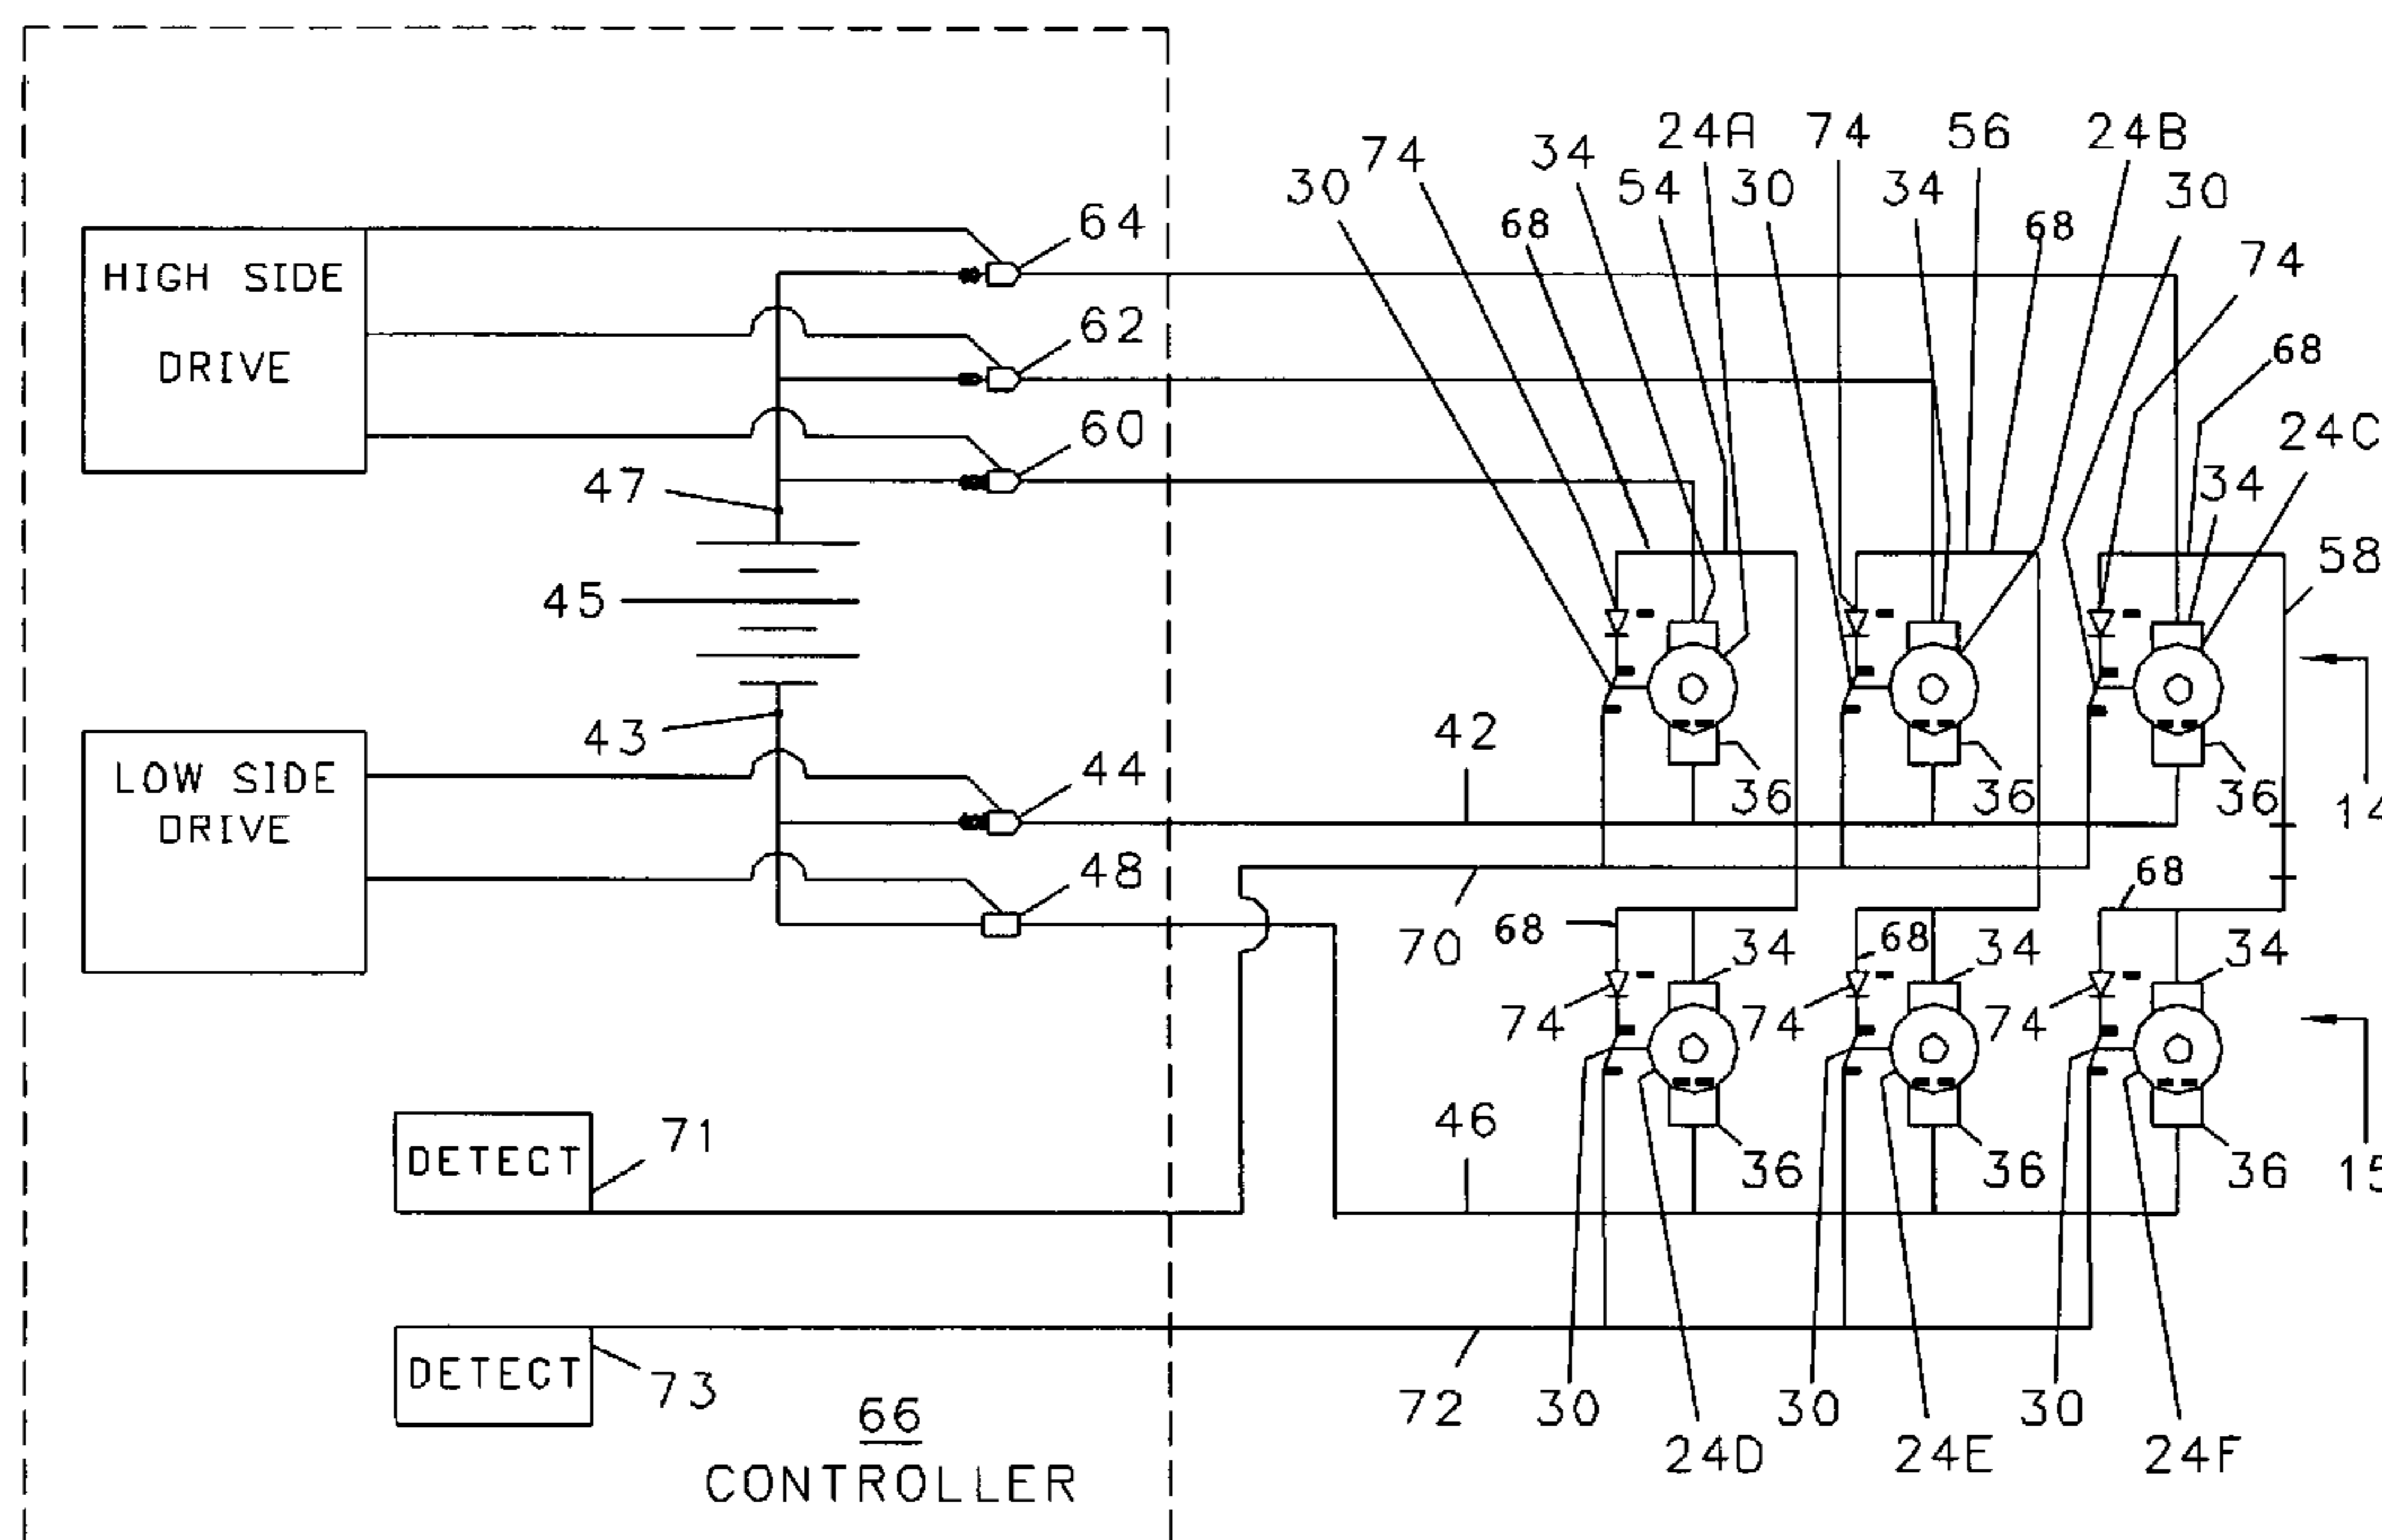 24A 74 56 24B
74 34
30 54 30 34 30
64 68 68
HIGH SIDE
DRIVE
74
62
68
60
24C
47
34
58
45
43
42
LOW SIDE
DRIVE
44
36 36 36
14
48
68
70
68 34 68 34 34
74 74 74
46
71
DETECT
36 36 36
15
DETECT
73
66
72 30 30 30
24D 24E 24F
CONTROLLER